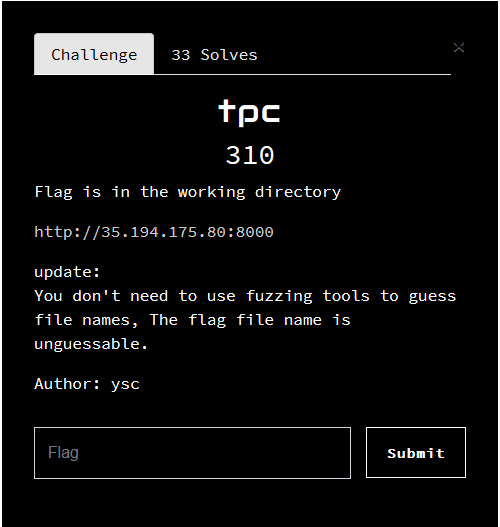 Challenge
33 Solves
×
tpc
310
Flag is in the working directory
http://35.194.175.80:8000
update:
You don't need to use fuzzing tools to guess
file names, The flag file name is
unguessable.
Author: ysc
Flag
Submit